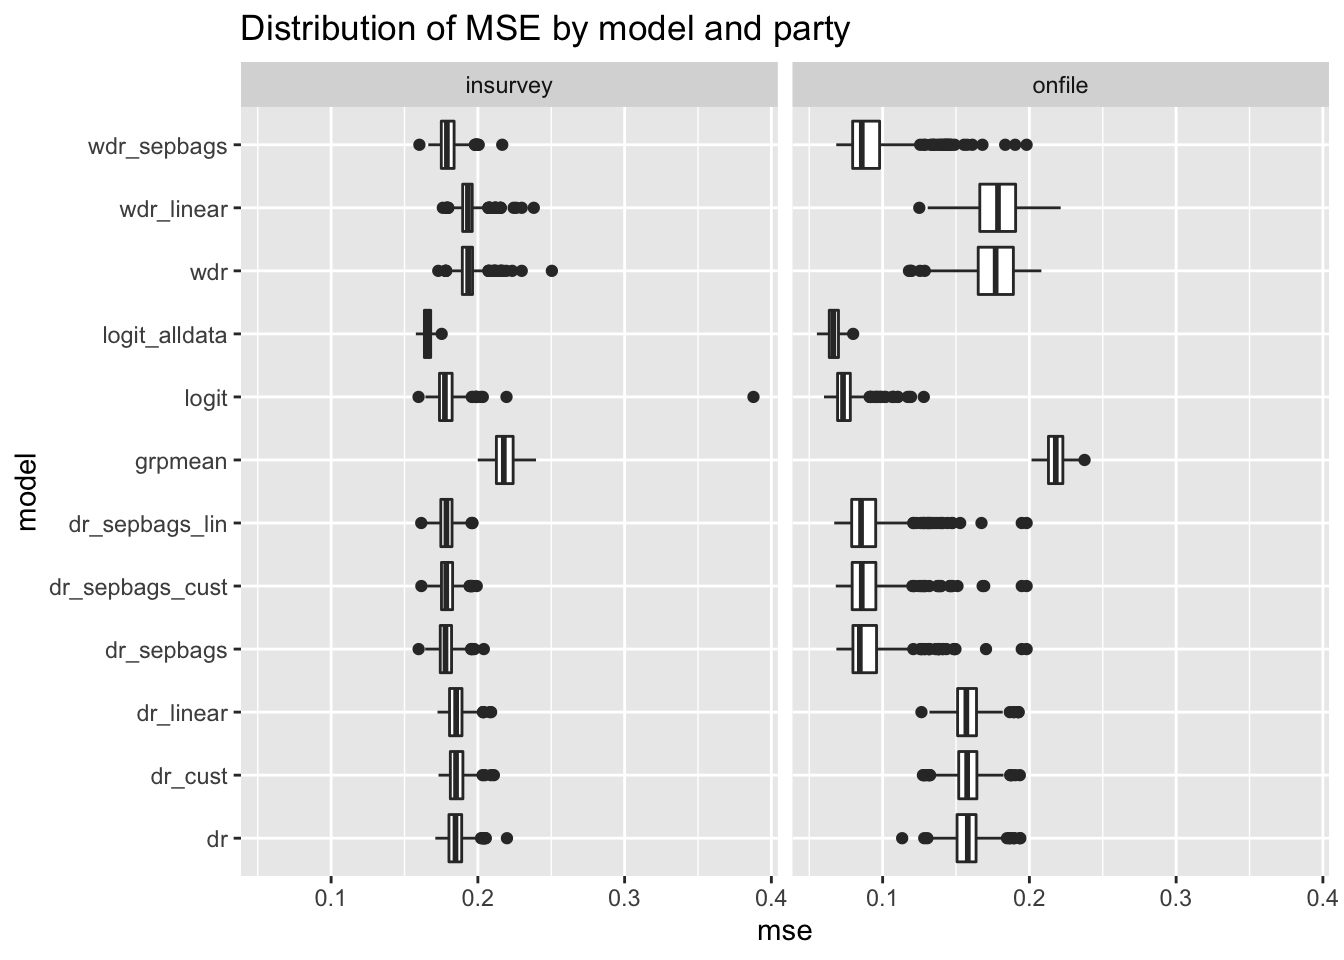 Distribution of MSE by model and party
insurvey
onfile
wdr_sepbags
wdr_linear
wdr
logit_alldata
logit
grpmean
dr_sepbags_lin
dr_sepbags_cust
dr_sepbags
dr_linear
dr_cust
dr
model
0.1 0.2 0.3 0.4 0.1 0.2 0.3 0.4
mse